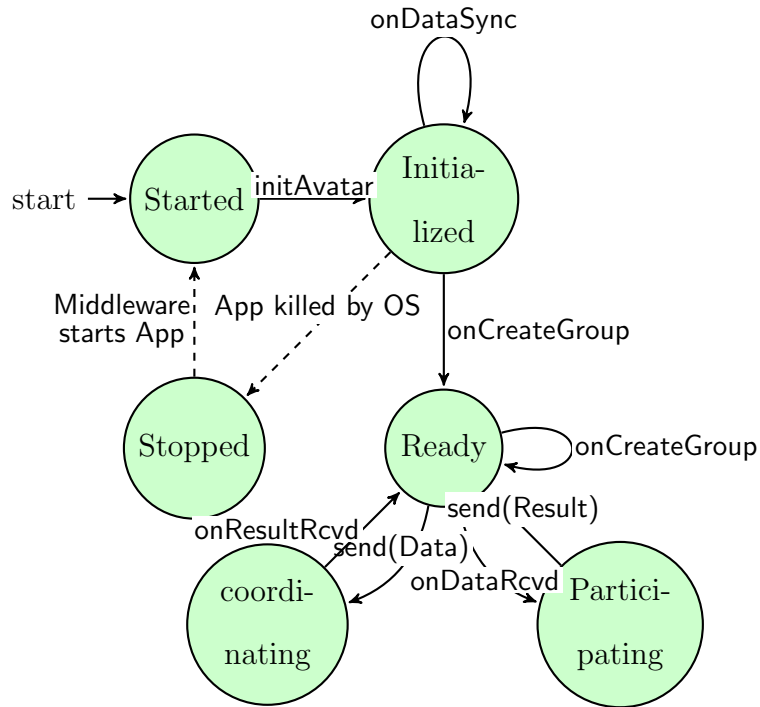 onDataSync
start
Started
initAvatar
Initia-
lized
Middleware
starts App
App killed by OS
onCreateGroup
Stopped
Ready
onCreateGroup
onResultRcvd
send(Data)
send(Result)
onDataRcvd
coordi-
nating
Partici-
pating